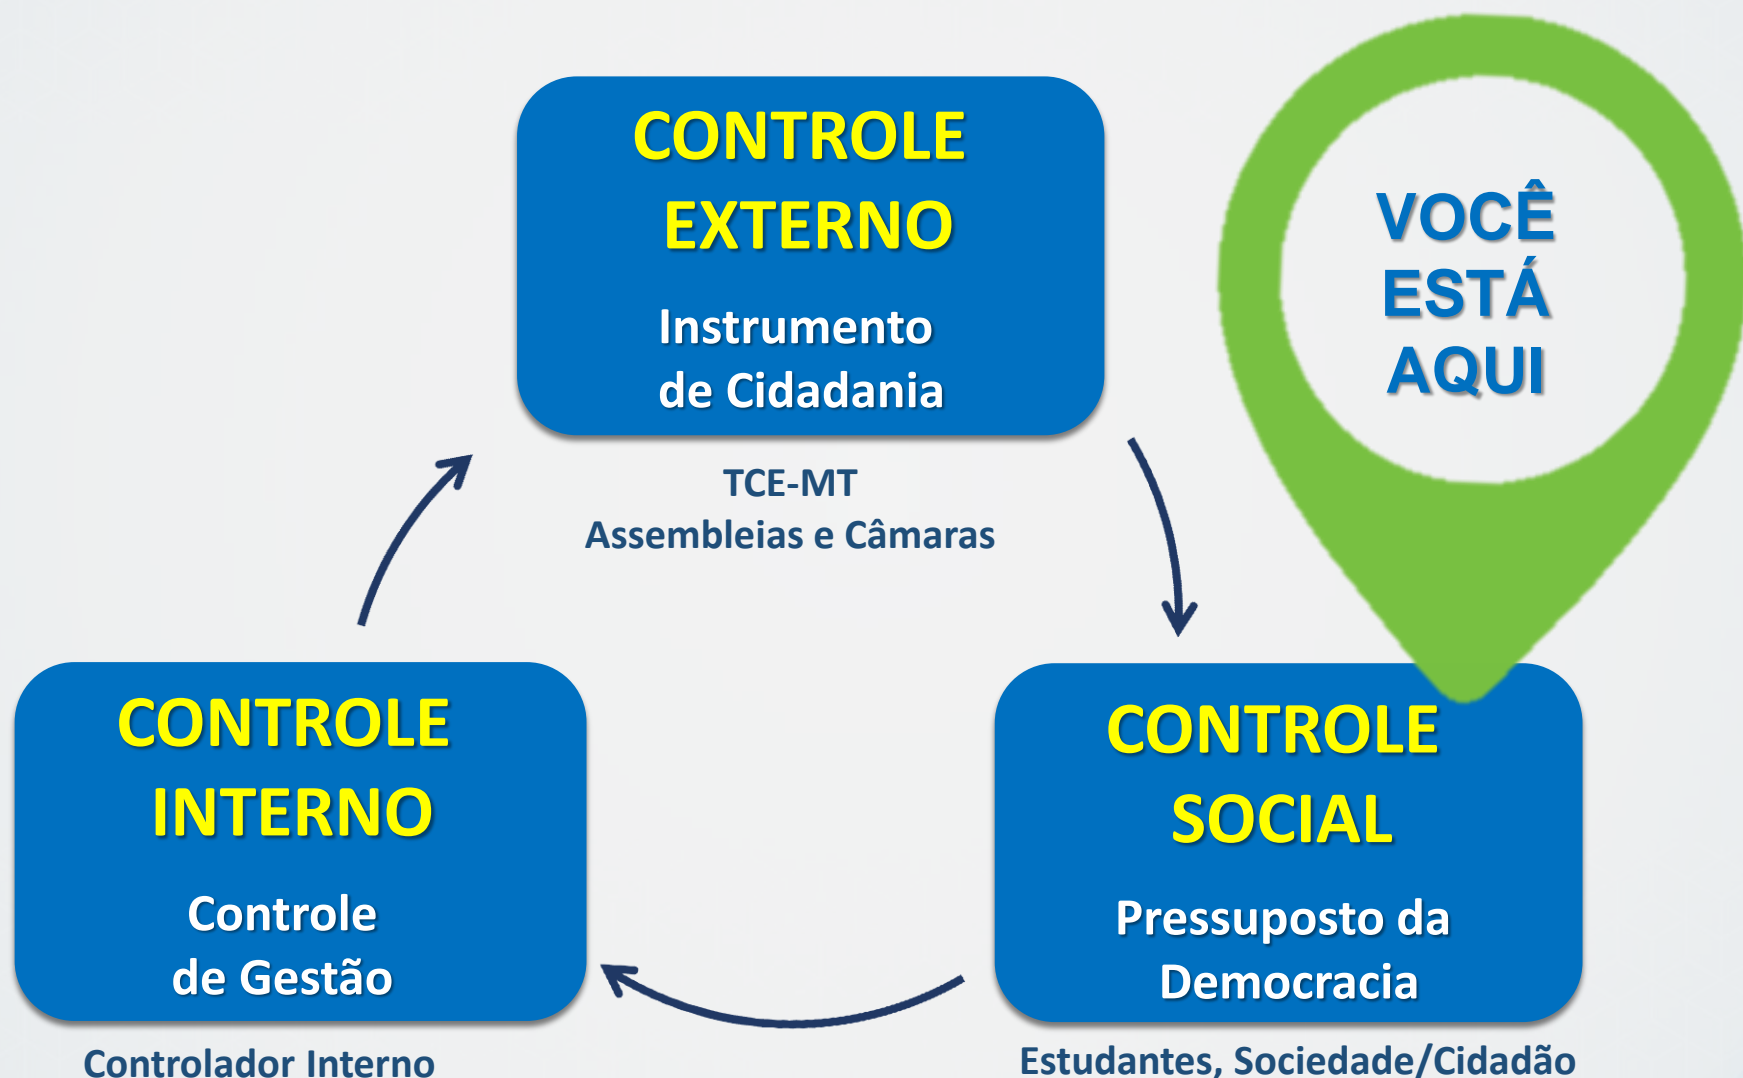 CONTROLE
EXTERNO
Instrumento
de Cidadania
TCE-MT
Assembleias e Câmaras
VOCÊ
ESTÁ
AQUI
CONTROLE
INTERNO
Controle
de Gestão
Controlador Interno
CONTROLE
SOCIAL
Pressuposto da
Democracia
Estudantes, Sociedade/Cidadão